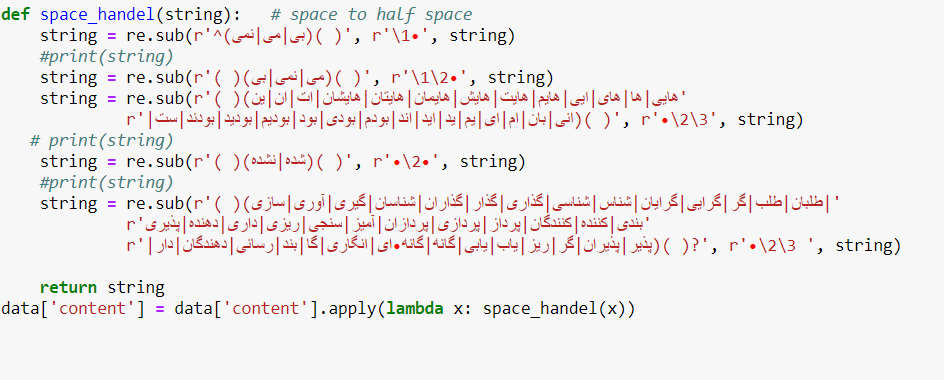 def space_handel(string):   # space to half space
    string = re.sub(r'^(بی|می|نمی)( )', r'\1•', string)
    #print(string)
    string = re.sub(r'( )(می|نمی|بی)( )', r'\1\2•', string)
    string = re.sub(r'( )(هایی|ها|های|ایی|هایم|هایت|هایش|هایمان|هایتان|هایشان|ات|ان|ین'
             r'|انی|بان|ام|ای|یم|ید|اید|اند|بودم|بودی|بود|بودیم|بودید|بودند|ست)( )', r'•\2\3', string)
   # print(string)
    string = re.sub(r'( )(شده|نشده)( )', r'•\2•', string)
    #print(string)
    string = re.sub(r'( )(طلبان|طلب|گر|گرایی|گرایان|شناس|شناسی|گذاری|گذار|گذاران|شناسان|گیری|آوری|سازی|'
             r'بندی|کننده|کنندگان|پرداز|پردازی|پردازان|آمیز|سنجی|ریزی|داری|دهنده|پذیری'
             r'|پذیر|پذیران|گر|ریز|یاب|یابی|گانه|گانه•ای|انگاری|گا|بند|رسانی|دهندگان|دار)( )?', r'•\2\3 ', string)
    return string
data['content'] = data['content'].apply(lambda x: space_handel(x))